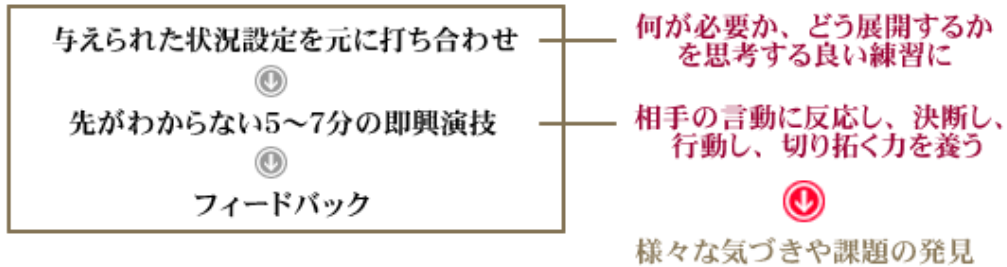 与えられた状況設定を元に打ち合わせ
先がわからない5〜7分の即興演技
フィードバック
何が必要か、どう展開するか
を思考する良い練習に
相手の言動に反応し、決断し、
行動し、切り拓く力を養う
様々な気づきや課題の発見